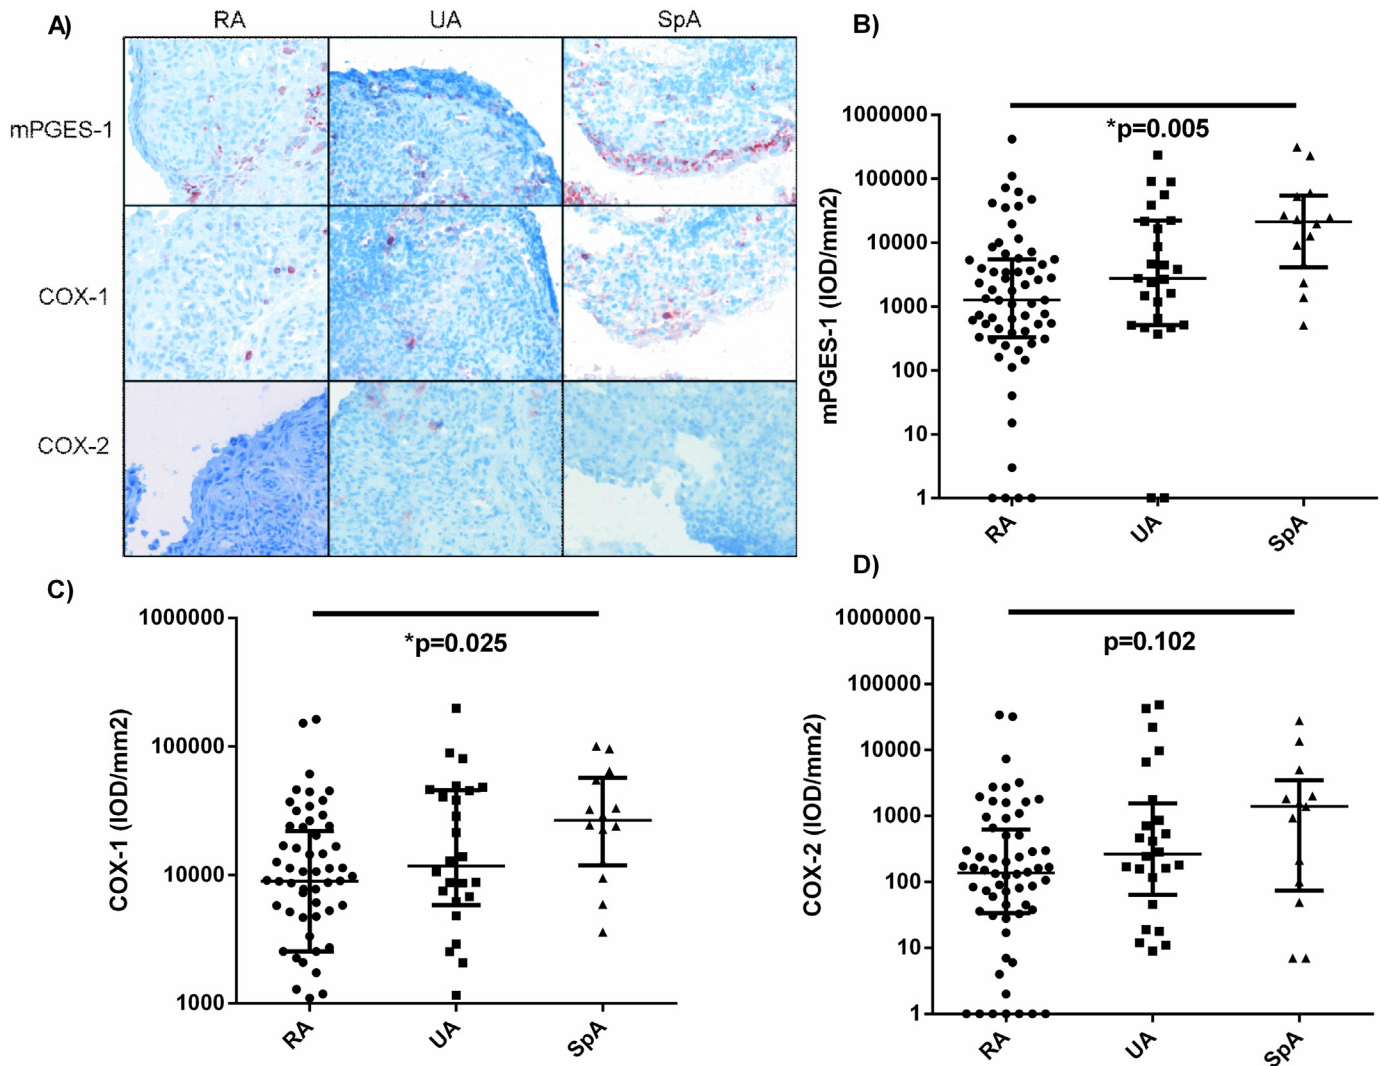 A)
RA UA SpA
mPGES-1
COX-1
COX-2
B)
mPGES-1 (IOD/mm2)
1000000
100000
10000
1000
100
10
1
*p=0.005
RA UA SpA
C)
COX-1 (IOD/mm2)
1000000
100000
10000
1000
*p=0.025
RA UA SpA
D)
COX-2 (IOD/mm2)
1000000
100000
10000
1000
100
10
1
p=0.102
RA UA SpA